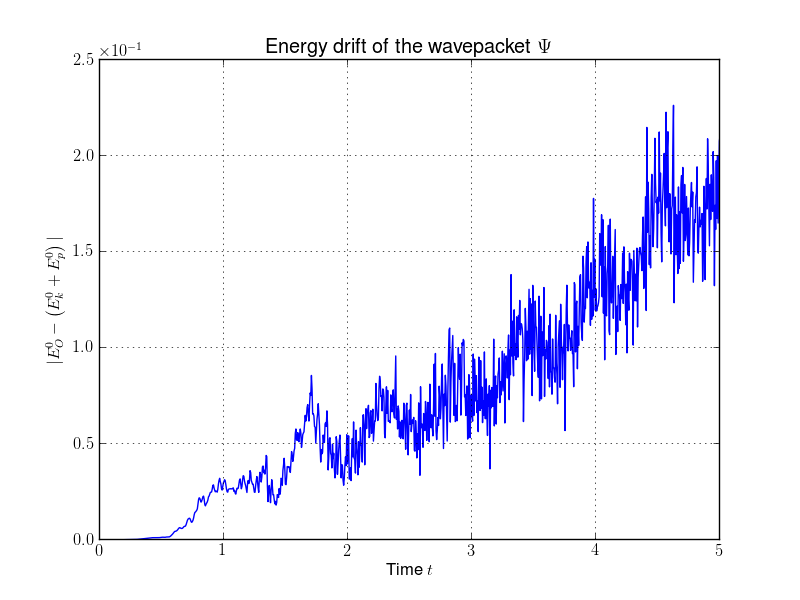 Energy drift of the wavepacket Ψ
×10⁻¹
2.5
2.0
1.5
1.0
0.5
0.0
|E_O^0 − (E_k^0 + E_p^0)|
0 1 2 3 4 5
Time t